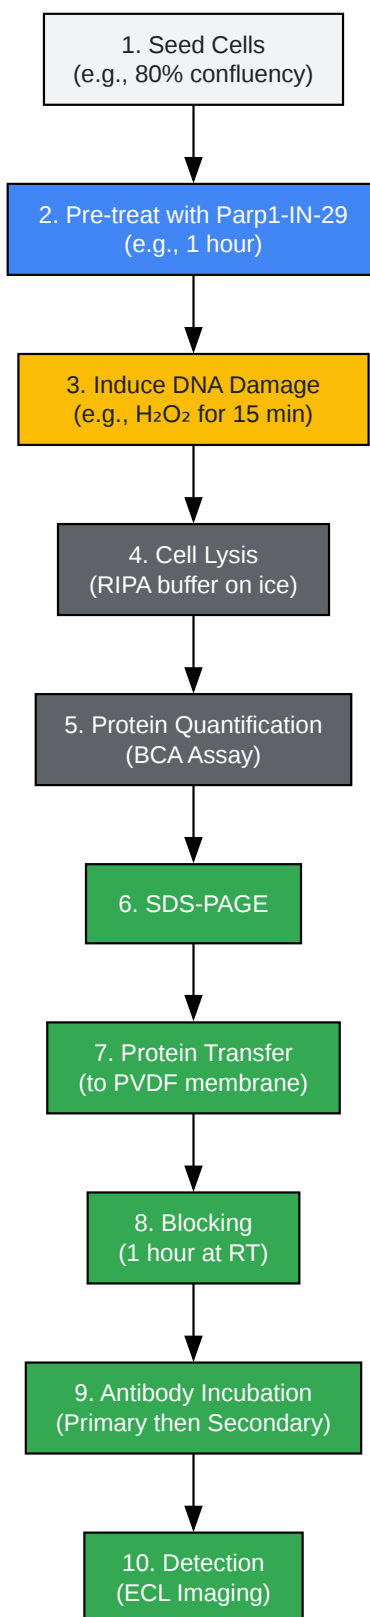 1. Seed Cells
(e.g., 80% confluency)
2. Pre-treat with Parp1-IN-29
(e.g., 1 hour)
3. Induce DNA Damage
(e.g., H₂O₂ for 15 min)
4. Cell Lysis
(RIPA buffer on ice)
5. Protein Quantification
(BCA Assay)
6. SDS-PAGE
7. Protein Transfer
(to PVDF membrane)
8. Blocking
(1 hour at RT)
9. Antibody Incubation
(Primary then Secondary)
10. Detection
(ECL Imaging)